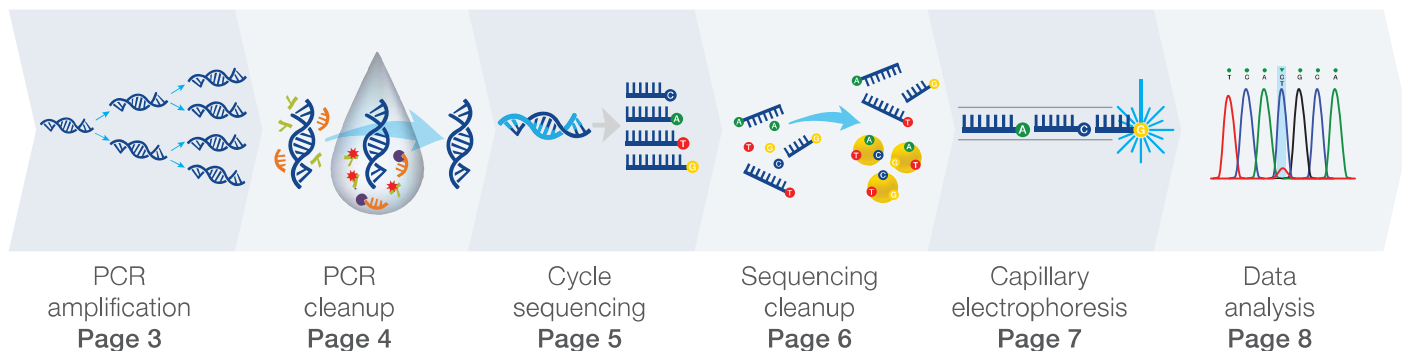 C
A
T
G
A
A
T
G
G
C
T
A
G
T
A
T
C
G
A
T
C
G
A
C
G
T C A CT G C A
PCR
amplification
Page 3
PCR
cleanup
Page 4
Cycle
sequencing
Page 5
Sequencing
cleanup
Page 6
Capillary
electrophoresis
Page 7
Data
analysis
Page 8